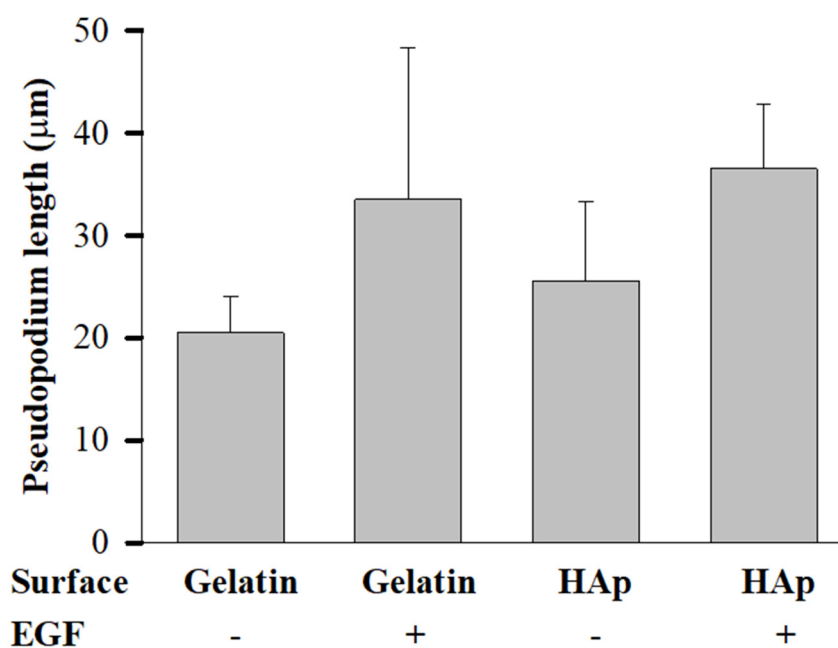 Pseudopodium length (μm)
50
40
30
20
10
0
Surface Gelatin Gelatin HAp HAp
EGF - + - +